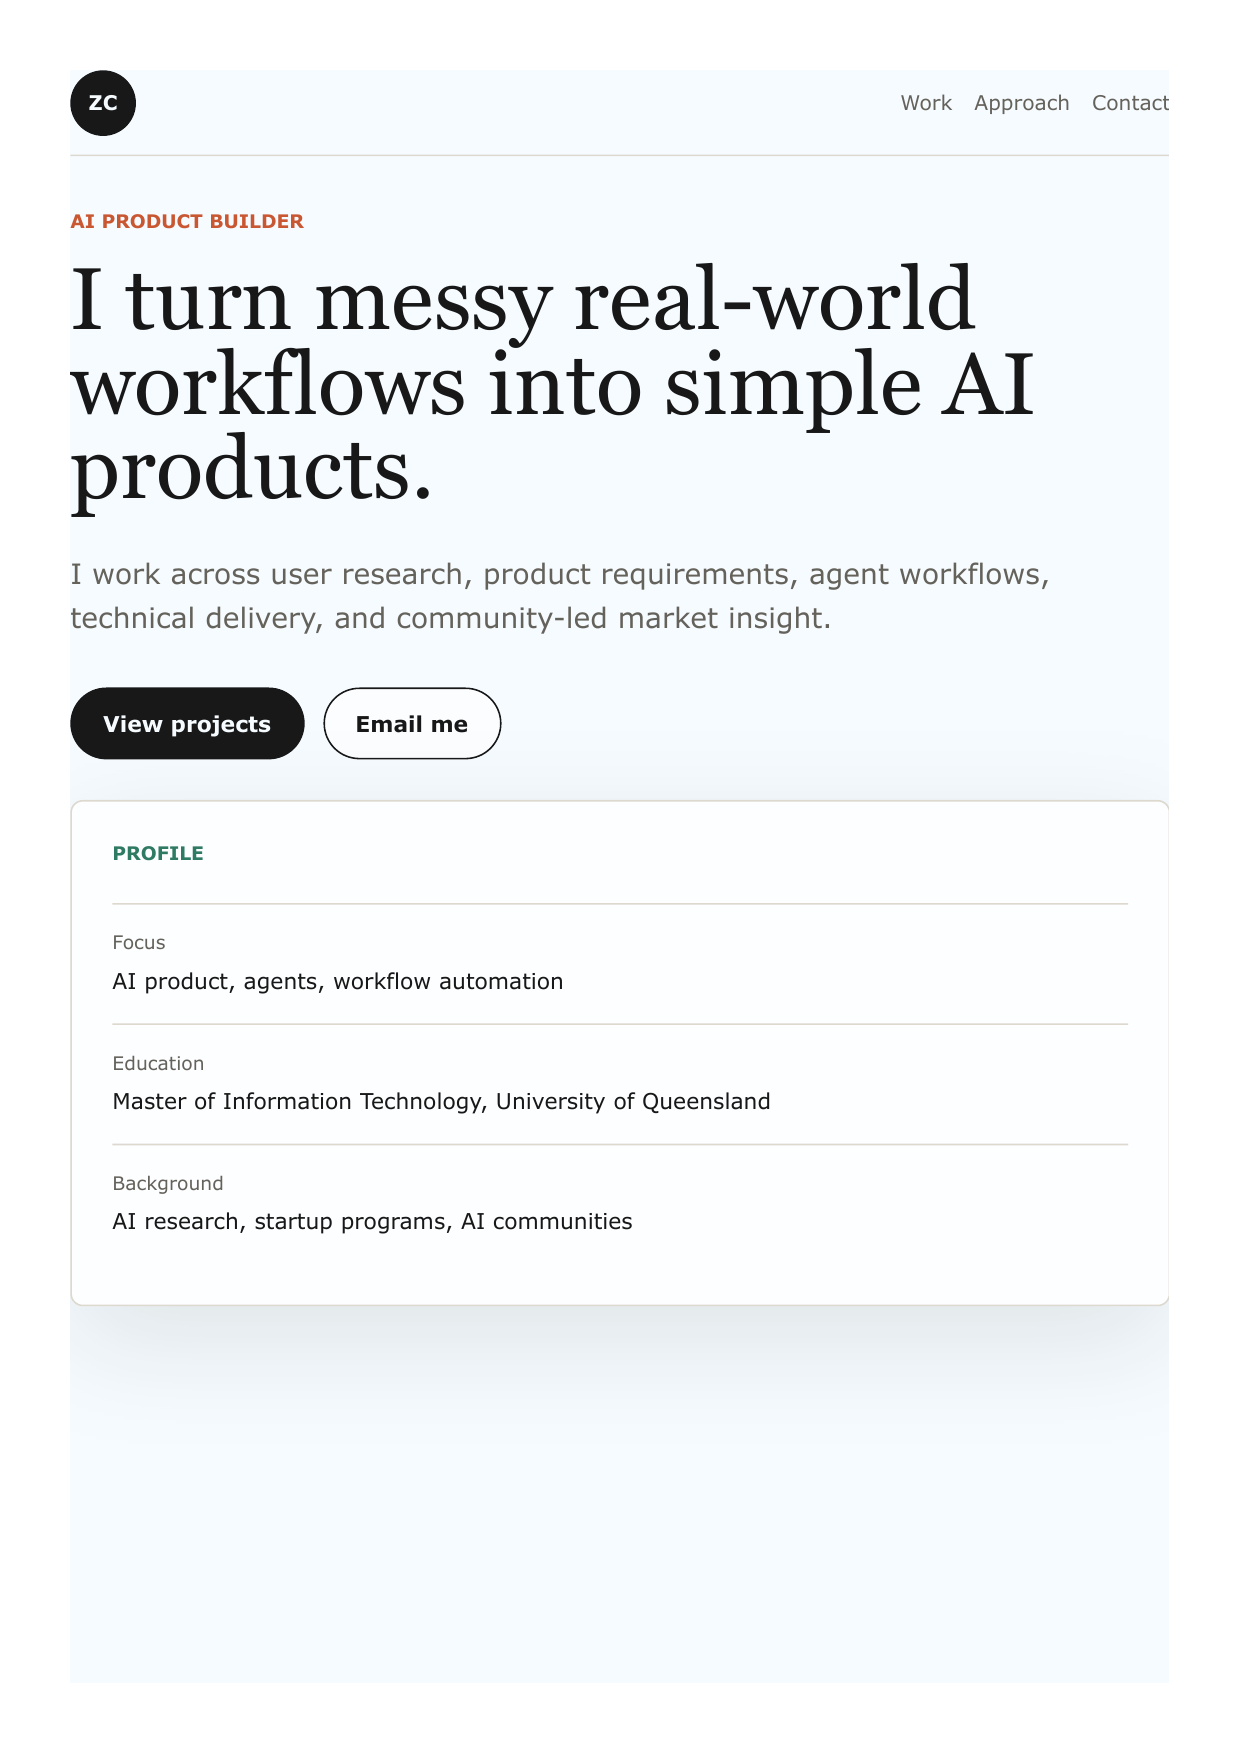 ZC
Work Approach Contact
AI PRODUCT BUILDER
I turn messy real-world
workflows into simple AI
products.
I work across user research, product requirements, agent workflows,
technical delivery, and community-led market insight.
View projects Email me
PROFILE
Focus
AI product, agents, workflow automation
Education
Master of Information Technology, University of Queensland
Background
AI research, startup programs, AI communities